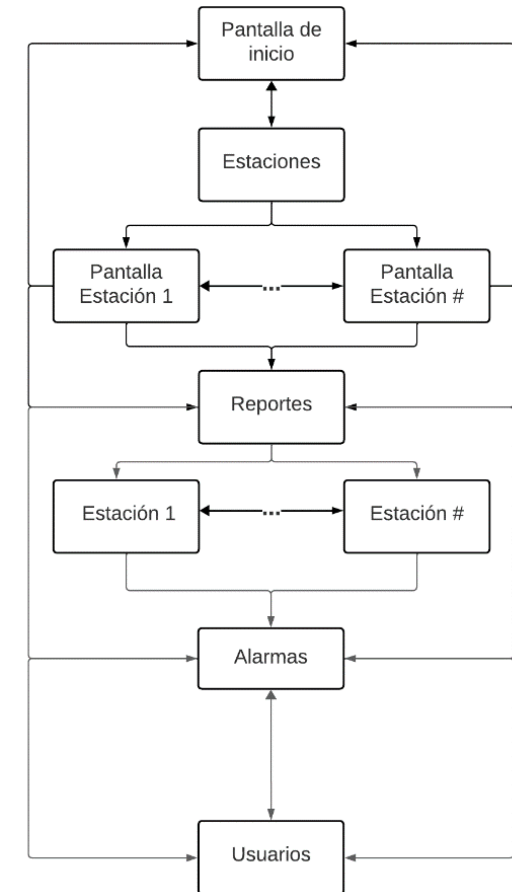 Pantalla de
inicio
Estaciones
Pantalla
Estación 1
...
Pantalla
Estación #
Reportes
Estación 1
...
Estación #
Alarmas
Usuarios